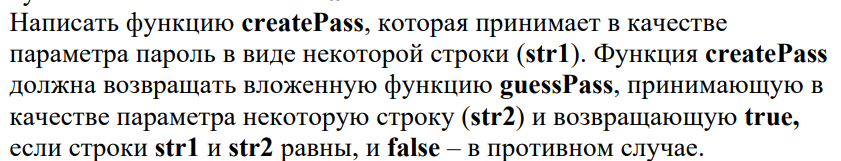 Написать функцию createPass, которая принимает в качестве
параметра пароль в виде некоторой строки (str1). Функция createPass
должна возвращать вложенную функцию guessPass, принимающую в
качестве параметра некоторую строку (str2) и возвращающую true,
если строки str1 и str2 равны, и false – в противном случае.